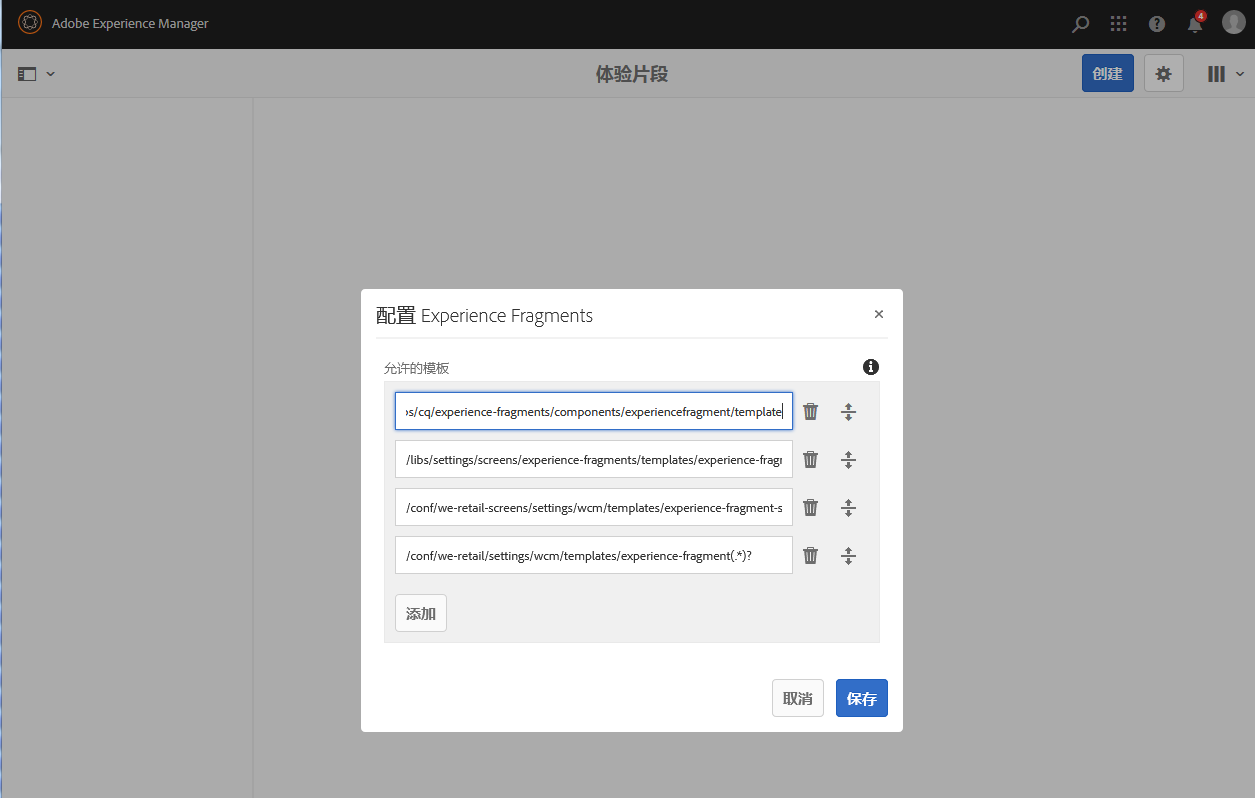 Adobe Experience Manager
4
体验片段
创建
配置 Experience Fragments
允许的模板
/cq/experience-fragments/components/experiencefragment/template
/libs/settings/screens/experience-fragments/templates/experience-frag
/conf/we-retail-screens/settings/wcm/templates/experience-fragment-s
/conf/we-retail/settings/wcm/templates/experience-fragment(.*)?
添加
取消
保存